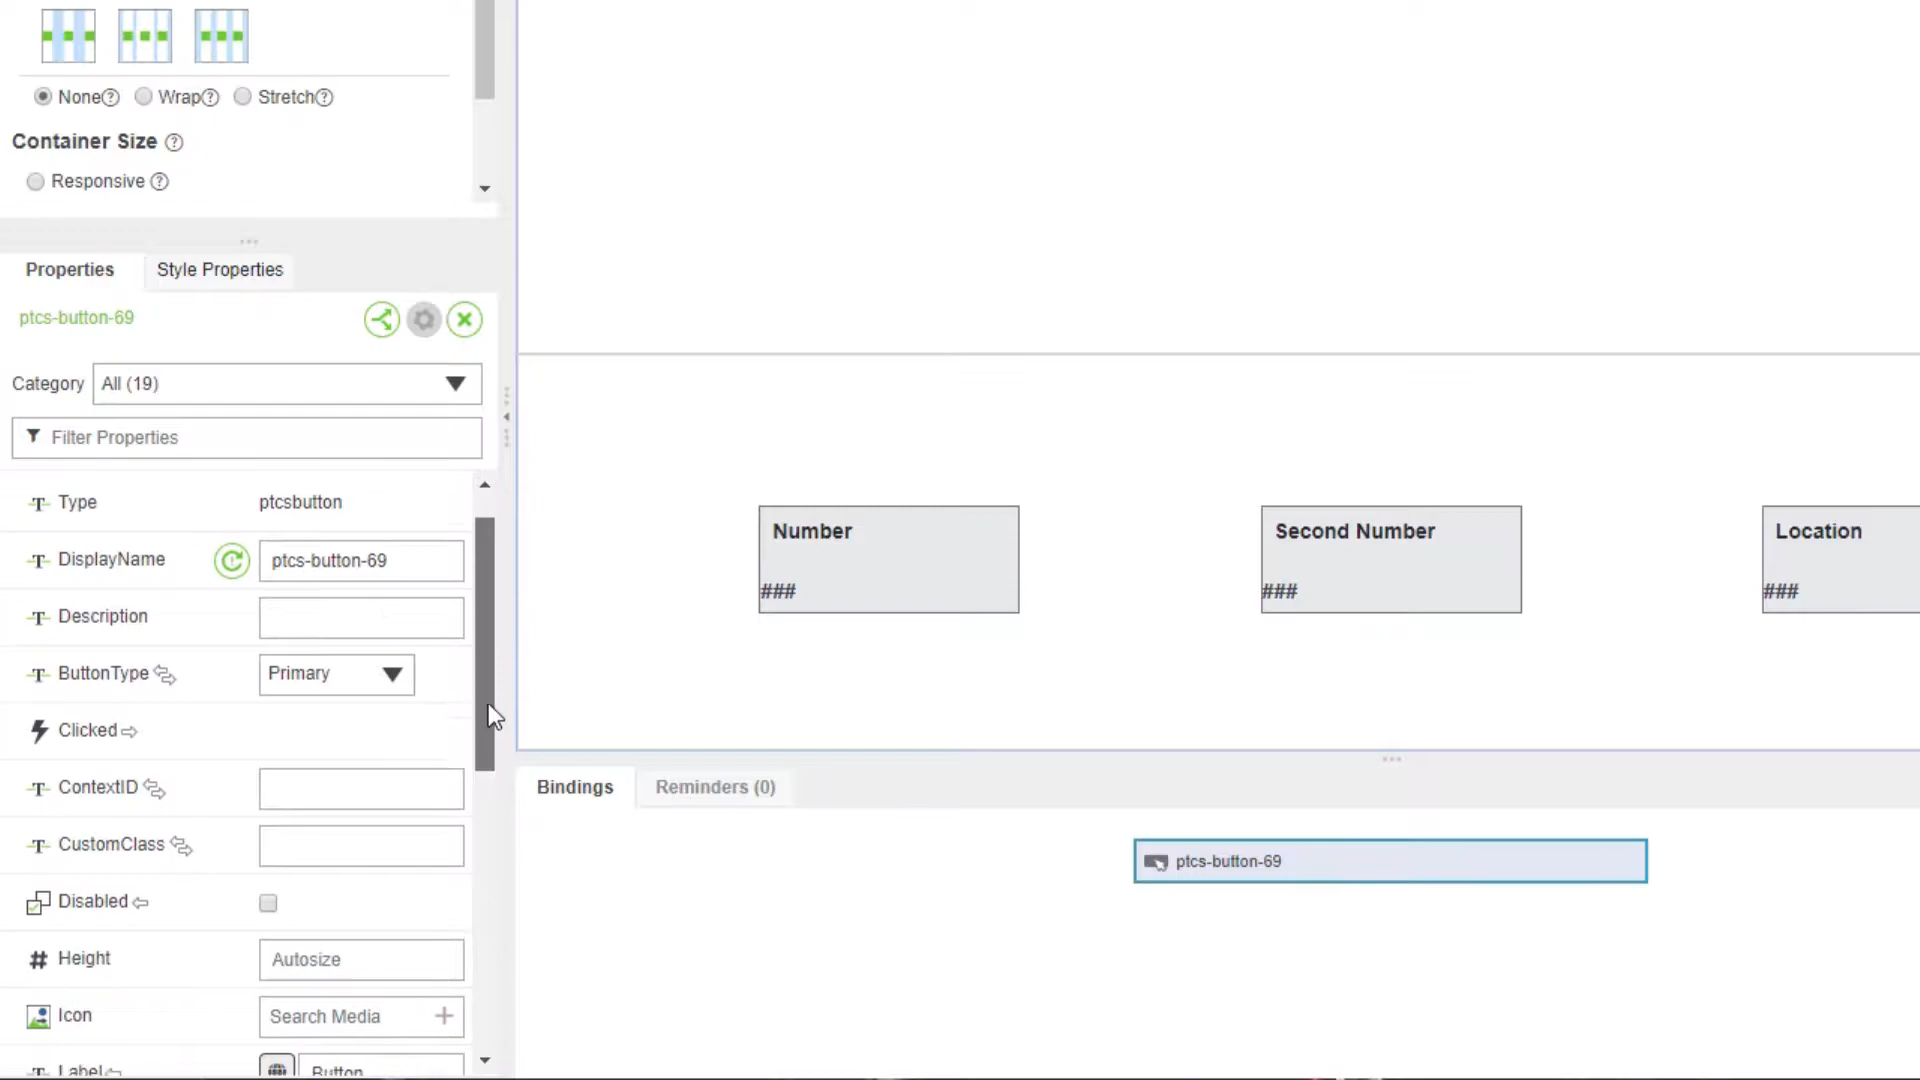 None Wrap Stretch
Container Size
Responsive
Properties Style Properties
ptcs-button-69
Category All (19)
Filter Properties
Type ptcsbutton
DisplayName ptcs-button-69
Description
ButtonType Primary
Clicked
ContextID
CustomClass
Disabled
Height Autosize
Icon Search Media
Label Button
Number
###
Second Number
###
Location
###
Bindings Reminders (0)
ptcs-button-69